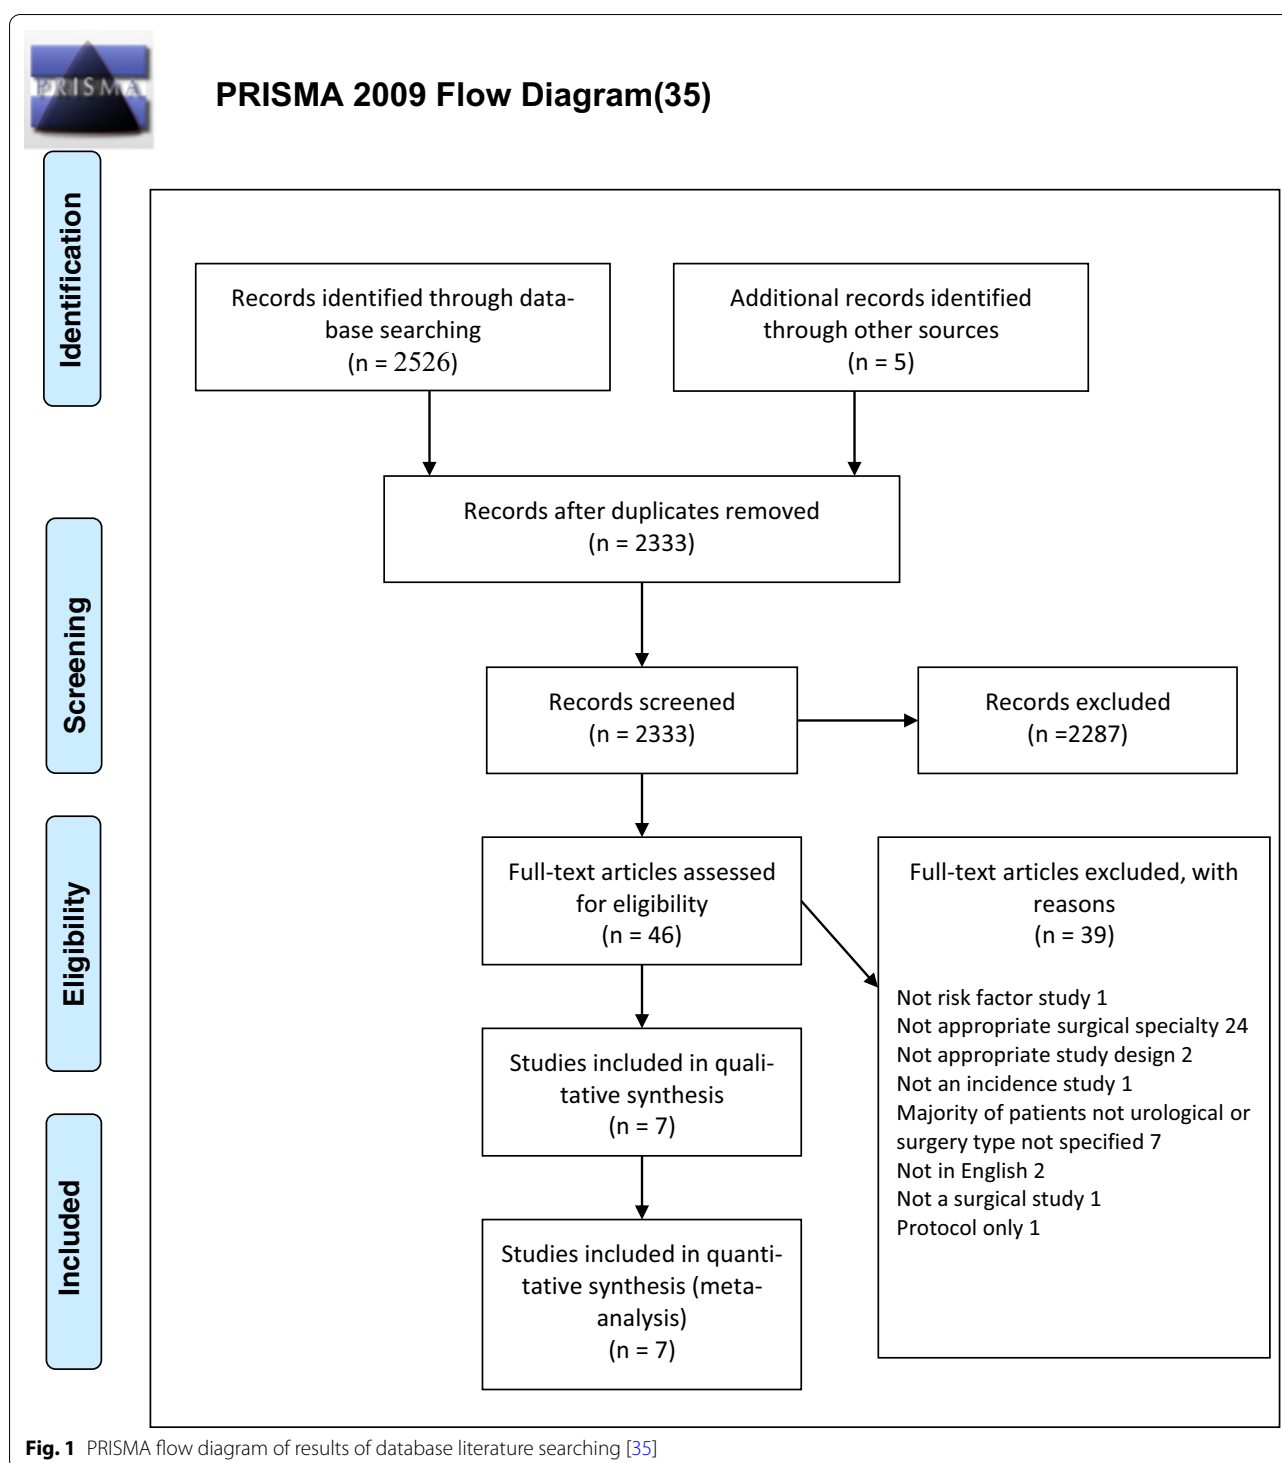 PRISMA
PRISMA 2009 Flow Diagram(35)
Identification
Records identified through data-
base searching
(n = 2526)
Additional records identified
through other sources
(n = 5)
Records after duplicates removed
(n = 2333)
Screening
Records screened
(n = 2333)
Records excluded
(n =2287)
Eligibility
Full-text articles assessed
for eligibility
(n = 46)
Full-text articles excluded, with
reasons
(n = 39)
Not risk factor study 1
Not appropriate surgical specialty 24
Not appropriate study design 2
Not an incidence study 1
Majority of patients not urological or
surgery type not specified 7
Not in English 2
Not a surgical study 1
Protocol only 1
Studies included in quali-
tative synthesis
(n = 7)
Included
Studies included in quanti-
tative synthesis (meta-
analysis)
(n = 7)
Fig. 1 PRISMA flow diagram of results of database literature searching [35]